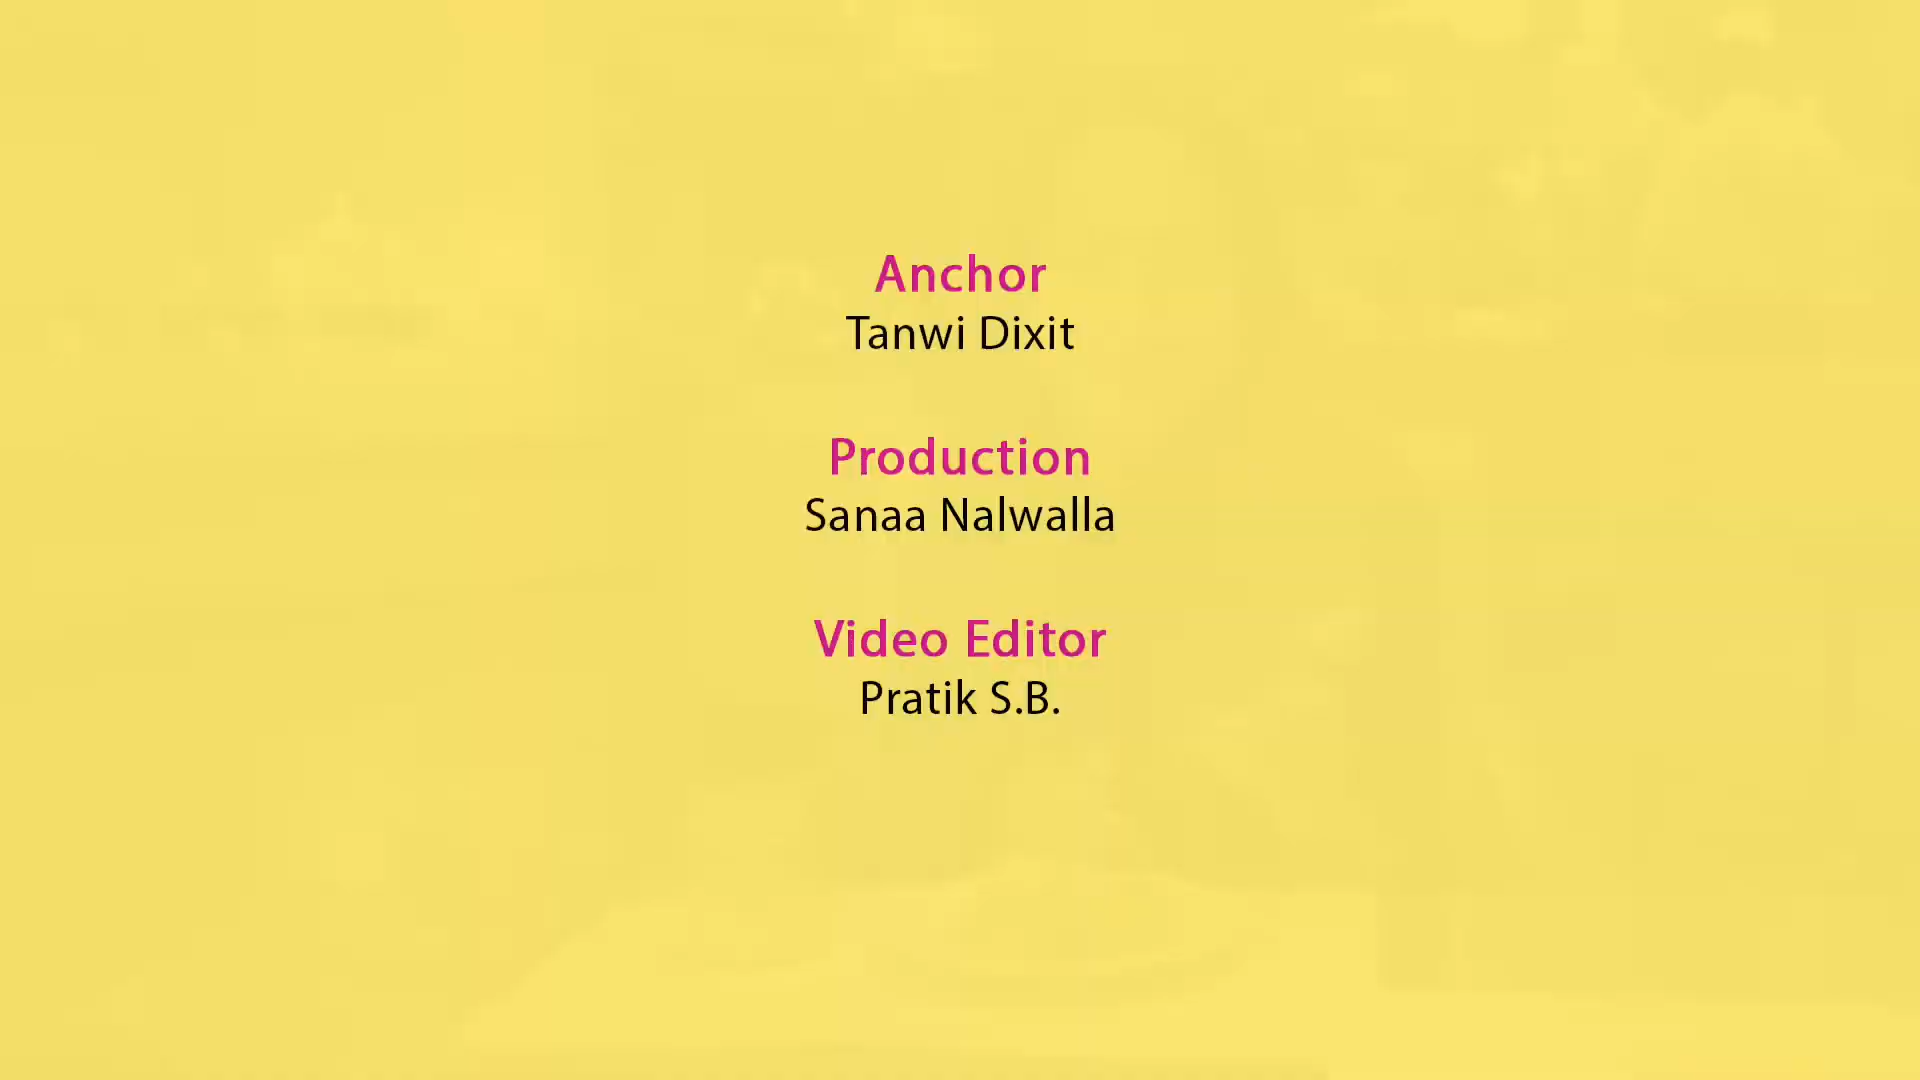 Anchor
Tanwi Dixit
Production
Sanaa Nalwalla
Video Editor
Pratik S.B.